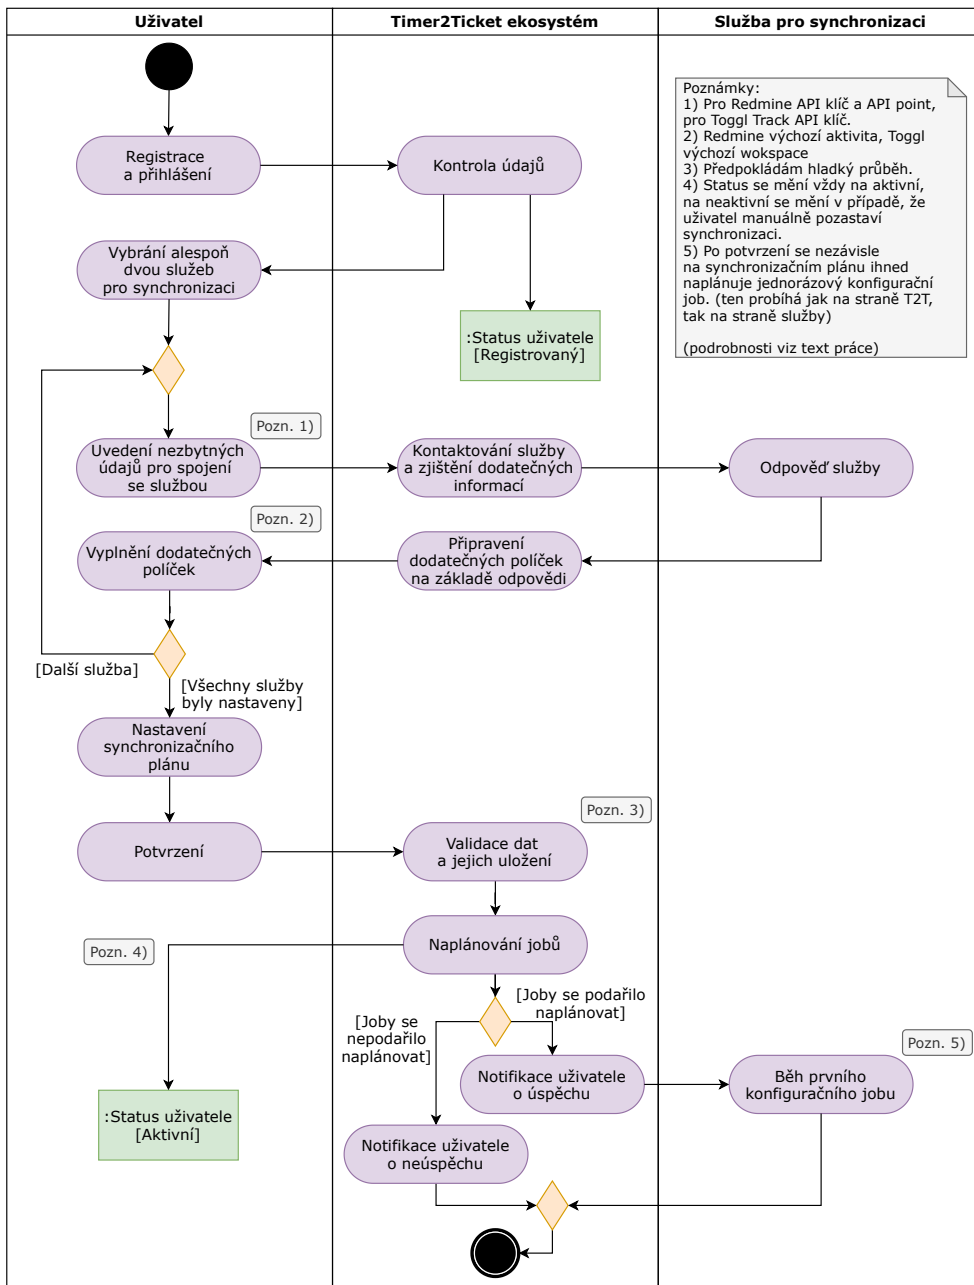 Uživatel
Timer2Ticket ekosystém
Služba pro synchronizaci
Poznámky:
1) Pro Redmine API klíč a API point,
pro Toggl Track API klíč.
2) Redmine výchozí aktivita, Toggl
výchozí wokspace
3) Předpokládám hladký průběh.
4) Status se mění vždy na aktivní,
na neaktivní se mění v případě, že
uživatel manuálně pozastaví
synchronizaci.
5) Po potvrzení se nezávisle
na synchronizačním plánu ihned
naplánuje jednorázový konfigurační
job. (ten probíhá jak na straně T2T,
tak na straně služby)
(podrobnosti viz text práce)
Registrace
a přihlášení
Kontrola údajů
Vybrání alespoň
dvou služeb
pro synchronizaci
:Status uživatele
[Registrovaný]
Pozn. 1)
Uvedení nezbytných
údajů pro spojení
se službou
Kontaktování služby
a zjištění dodatečných
informací
Odpověď služby
Pozn. 2)
Vyplnění dodatečných
políček
Připravení
dodatečných políček
na základě odpovědi
[Další služba]
[Všechny služby
byly nastaveny]
Nastavení
synchronizačního
plánu
Pozn. 3)
Potvrzení
Validace dat
a jejich uložení
Pozn. 4)
Naplánování jobů
[Joby se podařilo
naplánovat]
[Joby se
nepodařilo
naplánovat]
Pozn. 5)
Notifikace uživatele
o úspěchu
Běh prvního
konfiguračního jobu
:Status uživatele
[Aktivní]
Notifikace uživatele
o neúspěchu